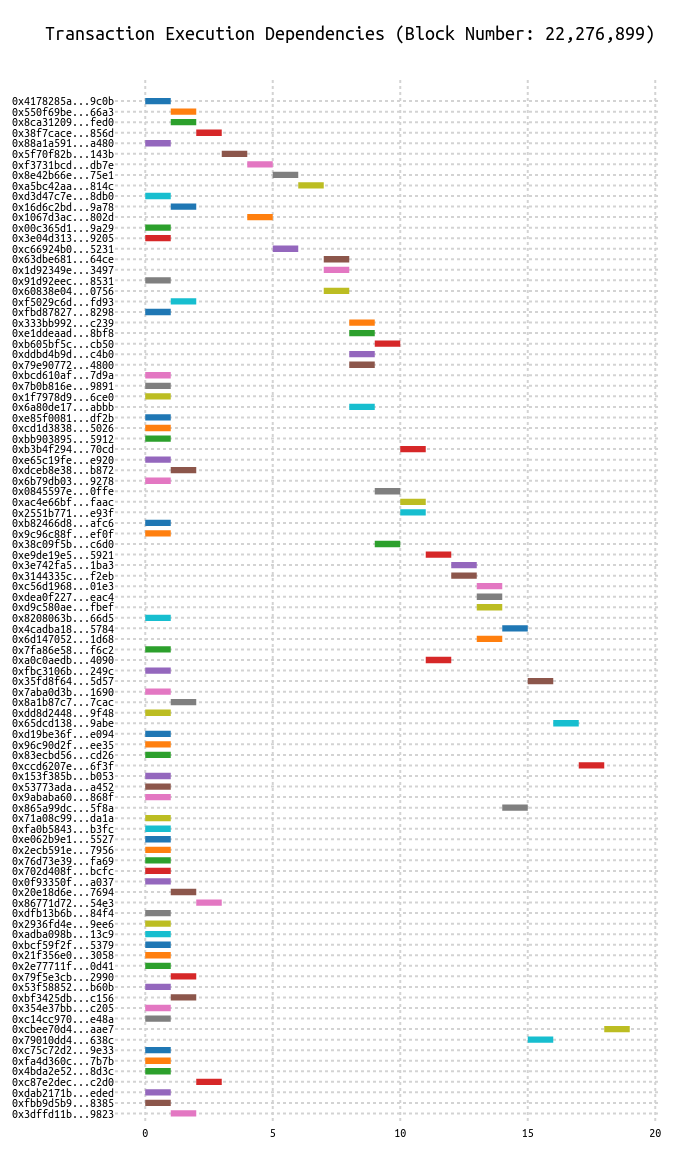 Transaction Execution Dependencies (Block Number: 22,276,899)
0x4178285a...9c0b
0x550f69be...66a3
0x8ca31209...fed0
0x38f7cace...856d
0x88a1a591...a480
0x5f70f82b...143b
0xf3731bcd...db7e
0x8e42b66e...75e1
0xa5bc42aa...814c
0xd3d47c7e...8db0
0x16d6c2bd...9a78
0x1067d3ac...802d
0x00c365d1...9a29
0x3e04d313...9205
0xc66924b0...5231
0x63dbe681...64ce
0x1d92349e...3497
0x91d92eec...8531
0x60838e04...0756
0xf5029c6d...fd93
0xfbd87827...8298
0x333bb992...c239
0xe1ddeaad...8bf8
0xb605bf5c...cb50
0xddbd4b9d...c4b0
0x79e90772...4800
0xbcd610af...7d9a
0x7b0b816e...9891
0x1f7978d9...6ce0
0x6a80de17...abbb
0xe85f0081...df2b
0xcd1d3838...5026
0xbb903895...5912
0xb3b4f294...70cd
0xe65c19fe...e920
0xdceb8e38...b872
0x6b79db03...9278
0x0845597e...0ffe
0xac4e66bf...faac
0x2551b771...e93f
0xb82466d8...afc6
0x9c96c88f...ef0f
0x38c09f5b...c6d0
0xe9de19e5...5921
0x3e742fa5...1ba3
0x3144335c...f2eb
0xc56d1968...01e3
0xdea0f227...eac4
0xd9c580ae...fbef
0x8208063b...66d5
0x4cadba18...5784
0x6d147052...1d68
0x7fa86e58...f6c2
0xa0c0aedb...4090
0xfbc3106b...249c
0x35fd8f64...5d57
0x7aba0d3b...1690
0x8a1b87c7...7cac
0xdd8d2448...9f48
0x65dcd138...9abe
0xd19be36f...e094
0x96c90d2f...ee35
0x83ecbd56...cd26
0xccd6207e...6f3f
0x153f385b...b053
0x53773ada...a452
0x9ababa60...868f
0x865a99dc...5f8a
0x71a08c99...da1a
0xfa0b5843...b3fc
0xe062b9e1...5527
0x2ecb591e...7956
0x76d73e39...fa69
0x702d408f...bcfc
0x0f93350f...a037
0x20e18d6e...7694
0x86771d72...54e3
0xdfb13b6b...84f4
0x2936fd4e...9ee6
0xadba098b...13c9
0xbcf59f2f...5379
0x21f356e0...3058
0x2e77711f...0d41
0x79f5e3cb...2990
0x53f58852...b60b
0xbf3425db...c156
0x354e37bb...c205
0xc14cc970...e48a
0xcbee70d4...aae7
0x79010dd4...638c
0xc75c72d2...9e33
0xfa4d360c...7b7b
0x4bda2e52...8d3c
0xc87e2dec...c2d0
0xdab2171b...eded
0xfbb9d5b9...8385
0x3dffd11b...9823
0 5 10 15 20